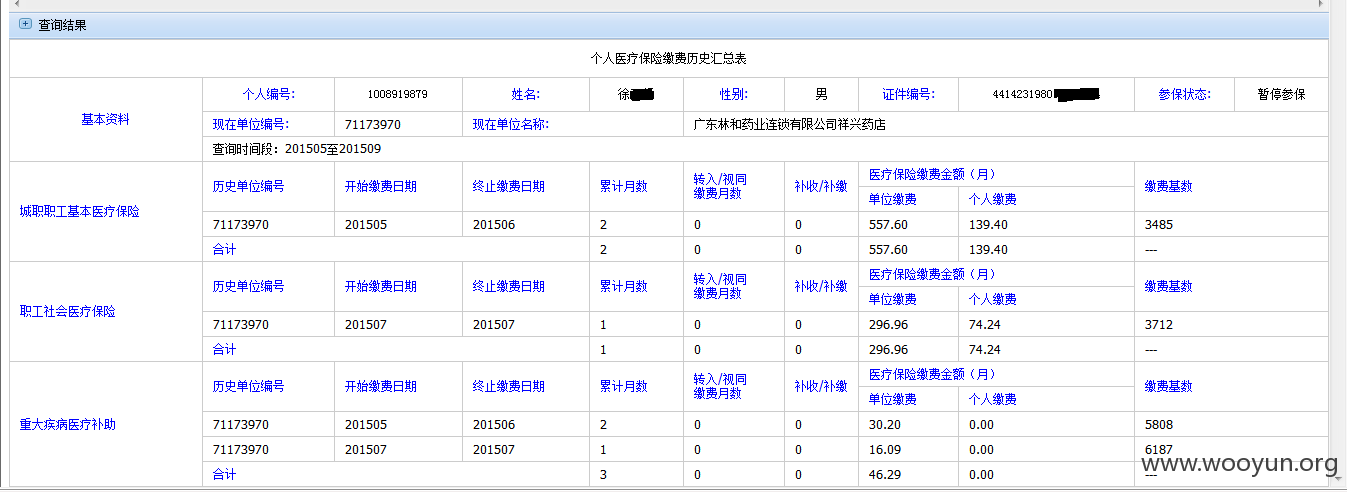 查询结果
个人医疗保险缴费历史汇总表
基本资料
个人编号: 1008919879 姓名: 徐 性别: 男 证件编号: 4414231980 参保状态: 暂停参保
现在单位编号: 71173970 现在单位名称: 广东林和药业连锁有限公司祥兴药店
查询时间段：201505至201509
城职职工基本医疗保险
历史单位编号 开始缴费日期 终止缴费日期 累计月数 转入/视同缴费月数 补收/补缴 医疗保险缴费金额（月） 缴费基数
单位缴费 个人缴费
71173970 201505 201506 2 0 0 557.60 139.40 3485
合计 2 0 0 557.60 139.40 ---
职工社会医疗保险
历史单位编号 开始缴费日期 终止缴费日期 累计月数 转入/视同缴费月数 补收/补缴 医疗保险缴费金额（月） 缴费基数
单位缴费 个人缴费
71173970 201507 201507 1 0 0 296.96 74.24 3712
合计 1 0 0 296.96 74.24 ---
重大疾病医疗补助
历史单位编号 开始缴费日期 终止缴费日期 累计月数 转入/视同缴费月数 补收/补缴 医疗保险缴费金额（月） 缴费基数
单位缴费 个人缴费
71173970 201505 201506 2 0 0 30.20 0.00 5808
71173970 201507 201507 1 0 0 16.09 0.00 6187
合计 3 0 0 46.29 0.00 ---
www.wooyun.org